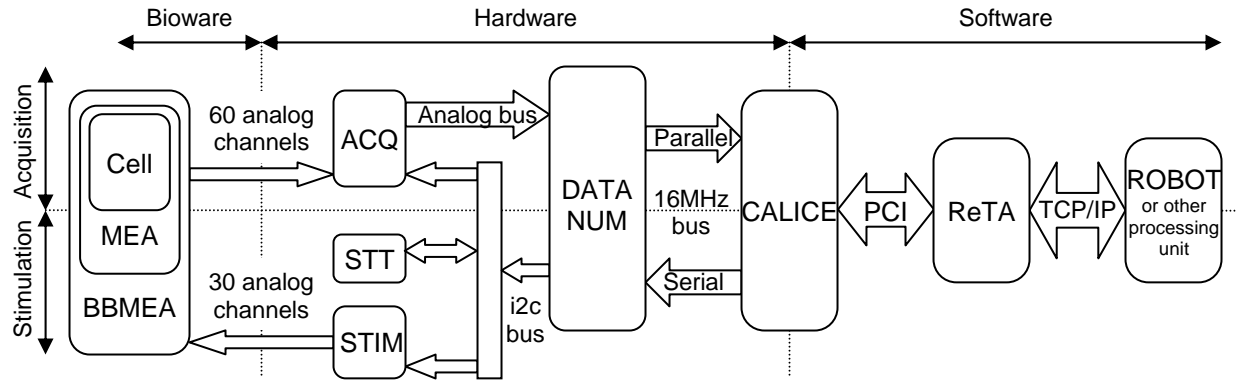 Bioware
Hardware
Software
Acquisition
Stimulation
Cell
MEA
BBMEA
60 analog
channels
30 analog
channels
ACQ
STT
STIM
Analog bus
i2c
bus
DATA
NUM
Parallel
16MHz
bus
Serial
CALICE
PCI
ReTA
TCP/IP
ROBOT
or other
processing
unit